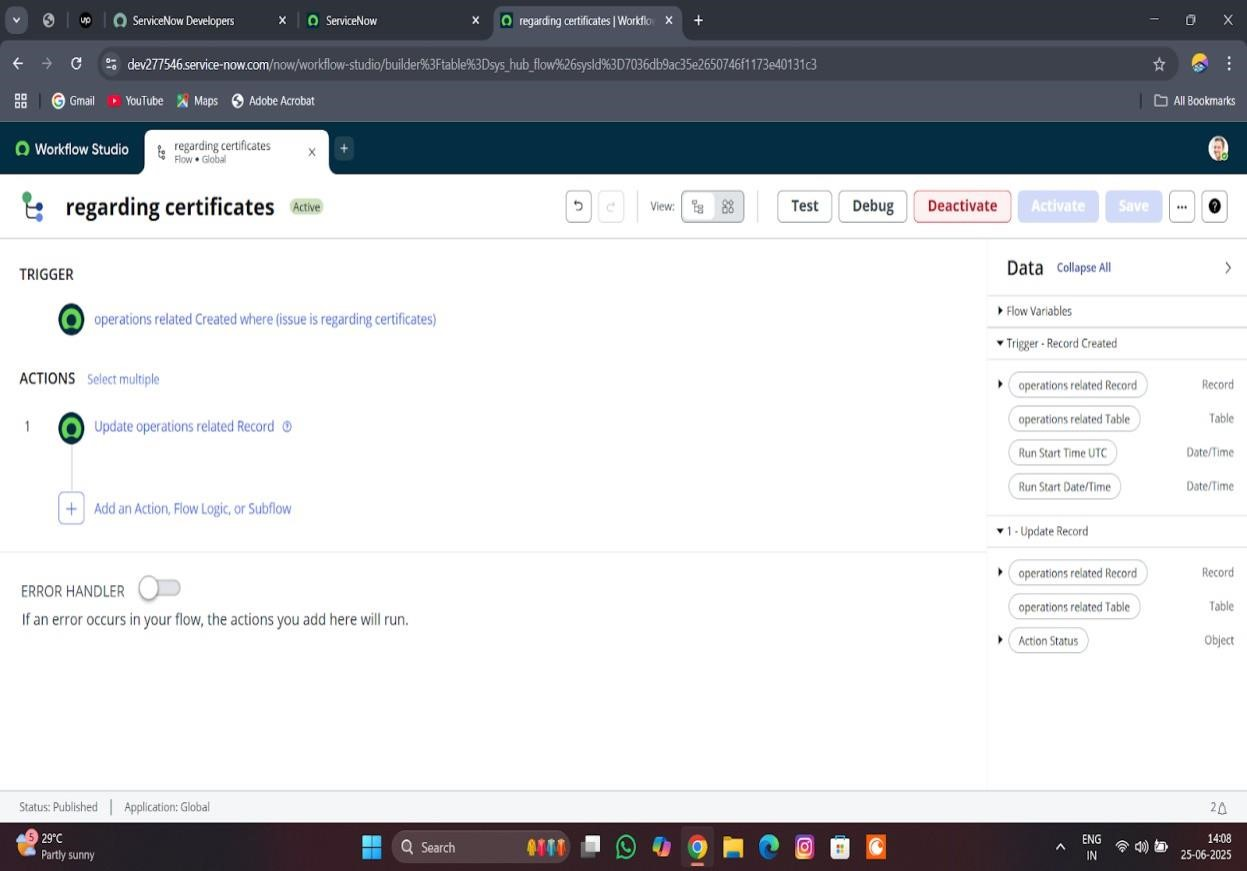 up ServiceNow Developers ServiceNow regarding certificates | Workflo
dev277546.service-now.com/now/workflow-studio/builder%3Ftable%3Dsys_hub_flow%26sysId%3D7036db9ac35e2650746f1173e40131c3
Gmail YouTube Maps Adobe Acrobat All Bookmarks
Workflow Studio
regarding certificates
Flow • Global
regarding certificates Active View: Test Debug Deactivate Activate Save
TRIGGER
operations related Created where (issue is regarding certificates)
ACTIONS Select multiple
1 Update operations related Record
Add an Action, Flow Logic, or Subflow
ERROR HANDLER
If an error occurs in your flow, the actions you add here will run.
Data Collapse All
Flow Variables
Trigger - Record Created
operations related Record Record
operations related Table Table
Run Start Time UTC Date/Time
Run Start Date/Time Date/Time
1 - Update Record
operations related Record Record
operations related Table Table
Action Status Object
Status: Published | Application: Global 2
5 29°C
Partly sunny
Search
ENG
IN
14:08
25-06-2025